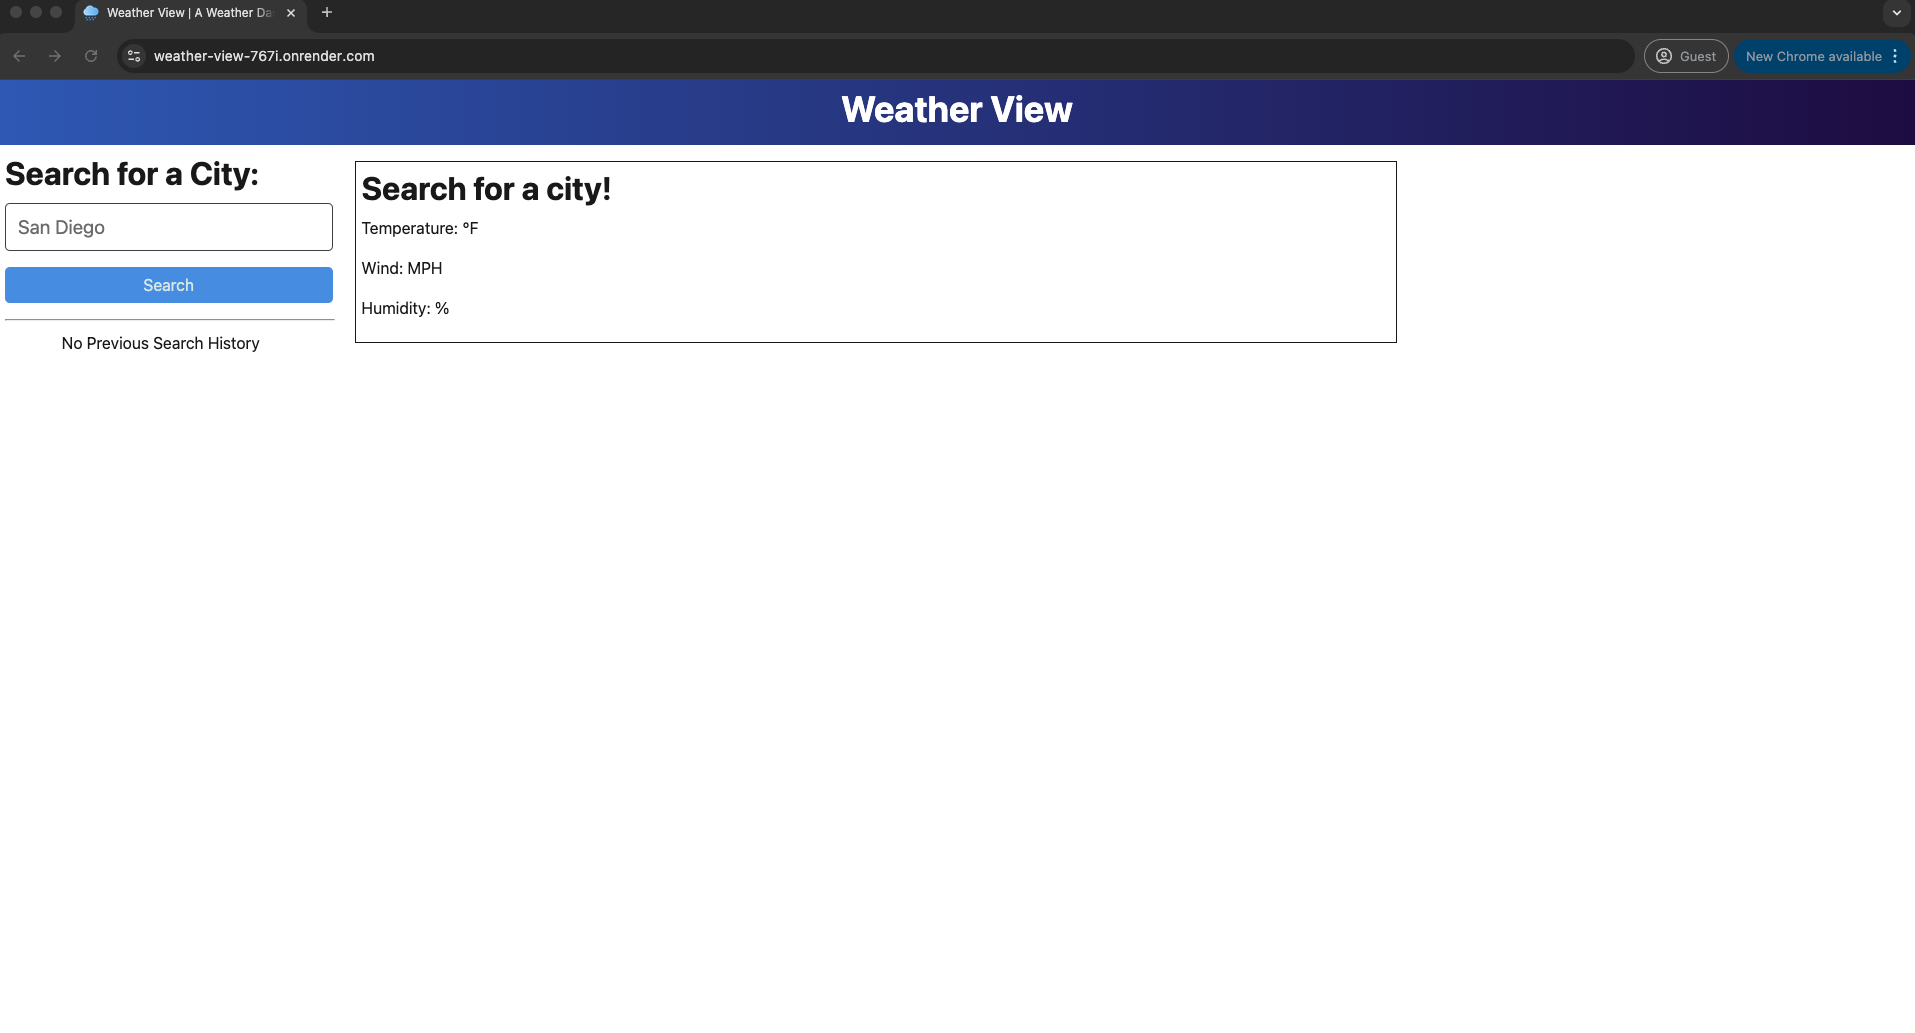 Weather View | A Weather Da
weather-view-767i.onrender.com
Guest
New Chrome available
Weather View
Search for a City:
San Diego
Search
No Previous Search History
Search for a city!
Temperature: °F
Wind: MPH
Humidity: %